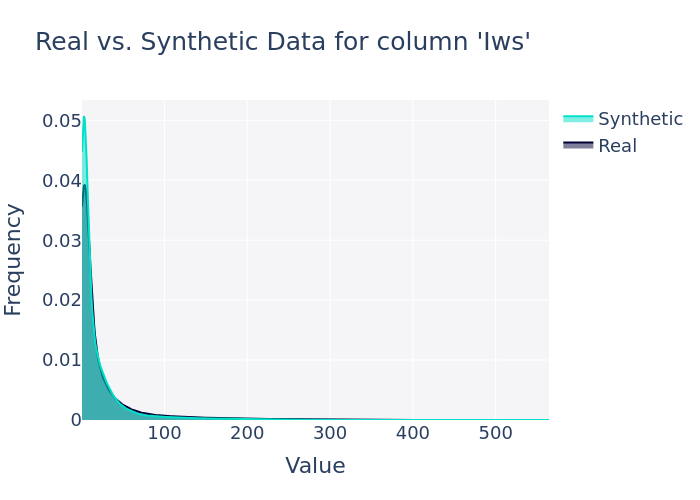 Real vs. Synthetic Data for column 'lws'
Synthetic
Real
Frequency
0.05
0.04
0.03
0.02
0.01
0
100
200
300
400
500
Value